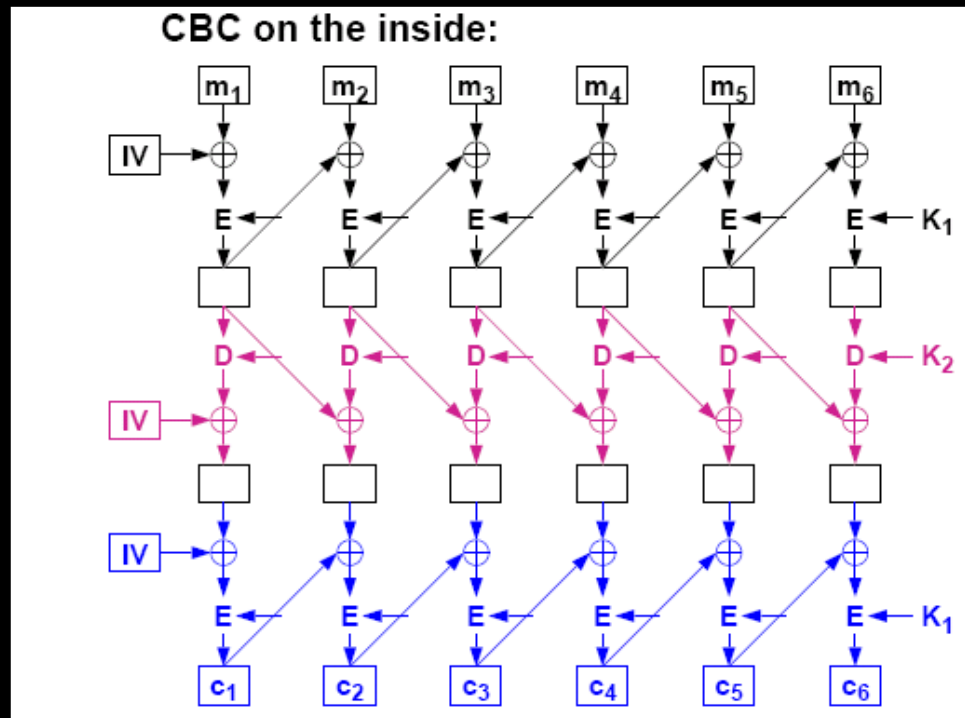 CBC on the inside:
m1 m2 m3 m4 m5 m6
IV
E E E E E E K1
D D D D D D K2
IV
IV
E E E E E E K1
c1 c2 c3 c4 c5 c6